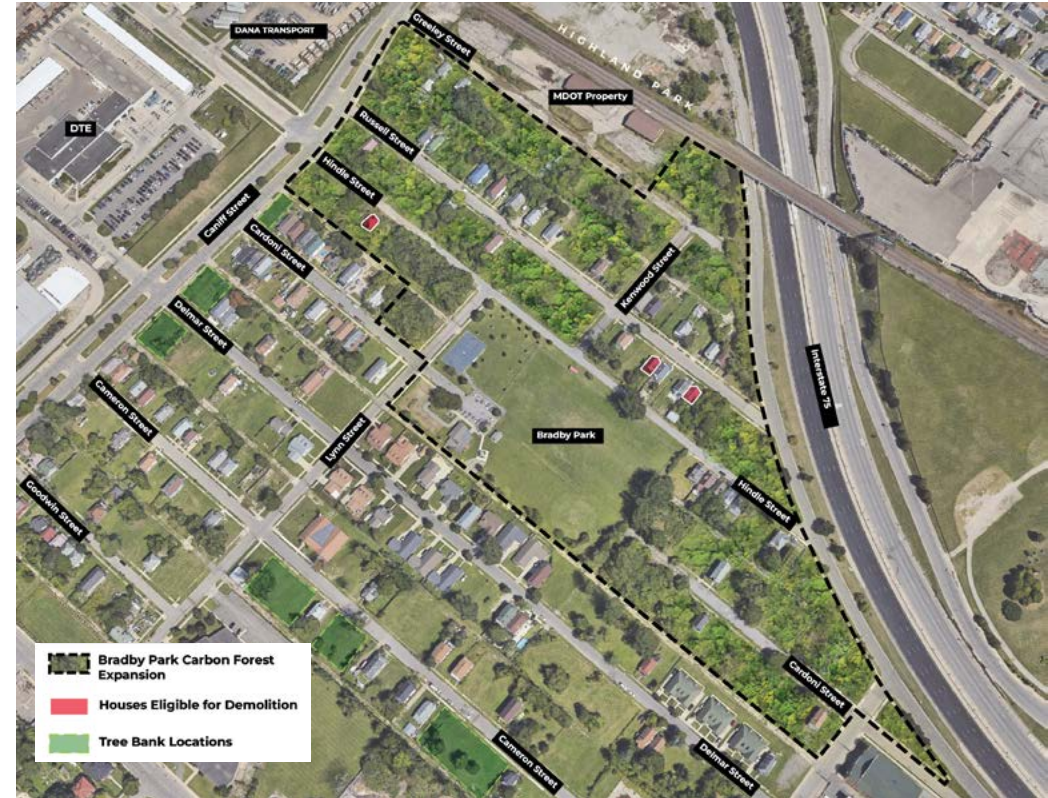 DANA TRANSPORT
Greeley Street
HIGHLAND PARK
MDOT Property
DTE
Russell Street
Hindle Street
Caniff Street
Cardoni Street
Kenwood Street
Delmar Street
Interstate 75
Cameron Street
Lynn Street
Bradby Park
Goodwin Street
Hindle Street
Bradby Park Carbon Forest
Expansion
Houses Eligible for Demolition
Tree Bank Locations
Cardoni Street
Cameron Street
Delmar Street